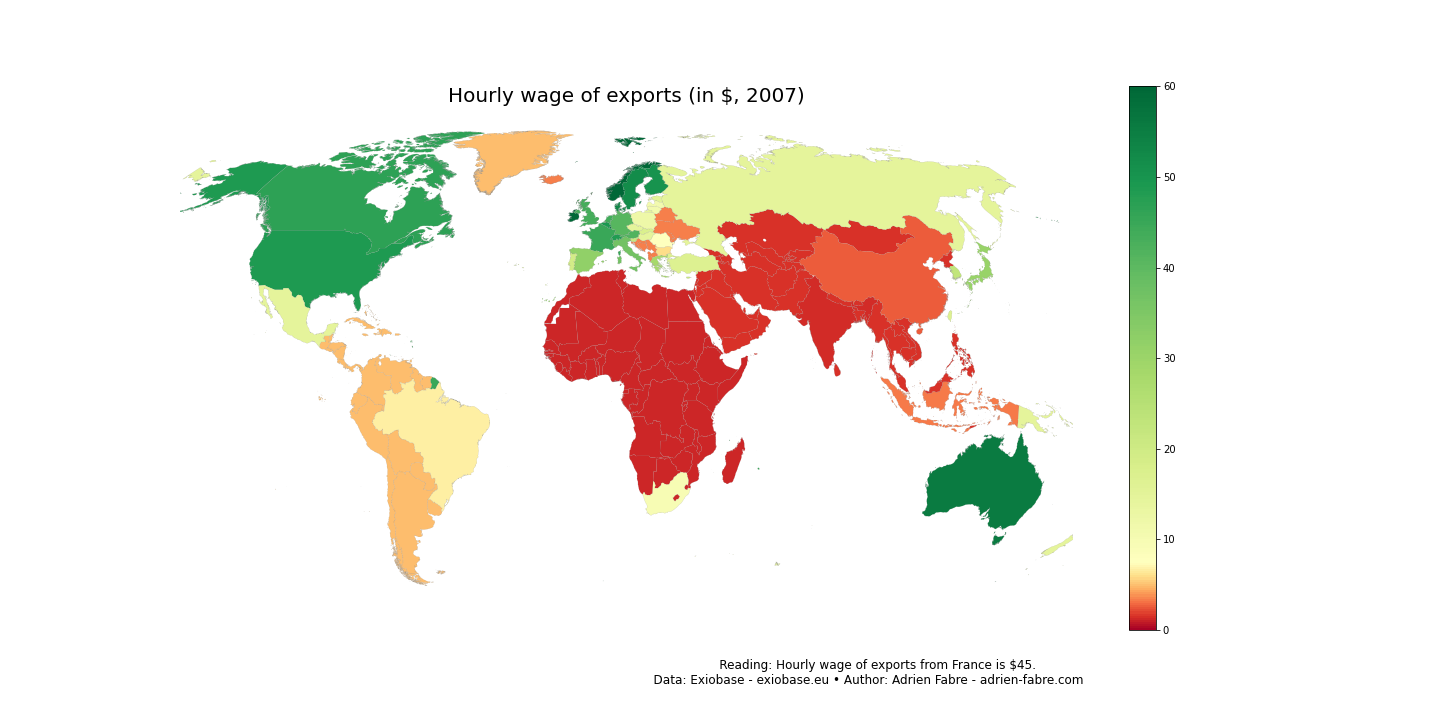 Hourly wage of exports (in $, 2007)
60
50
40
30
20
10
0
Reading: Hourly wage of exports from France is $45.
Data: Exiobase - exiobase.eu • Author: Adrien Fabre - adrien-fabre.com